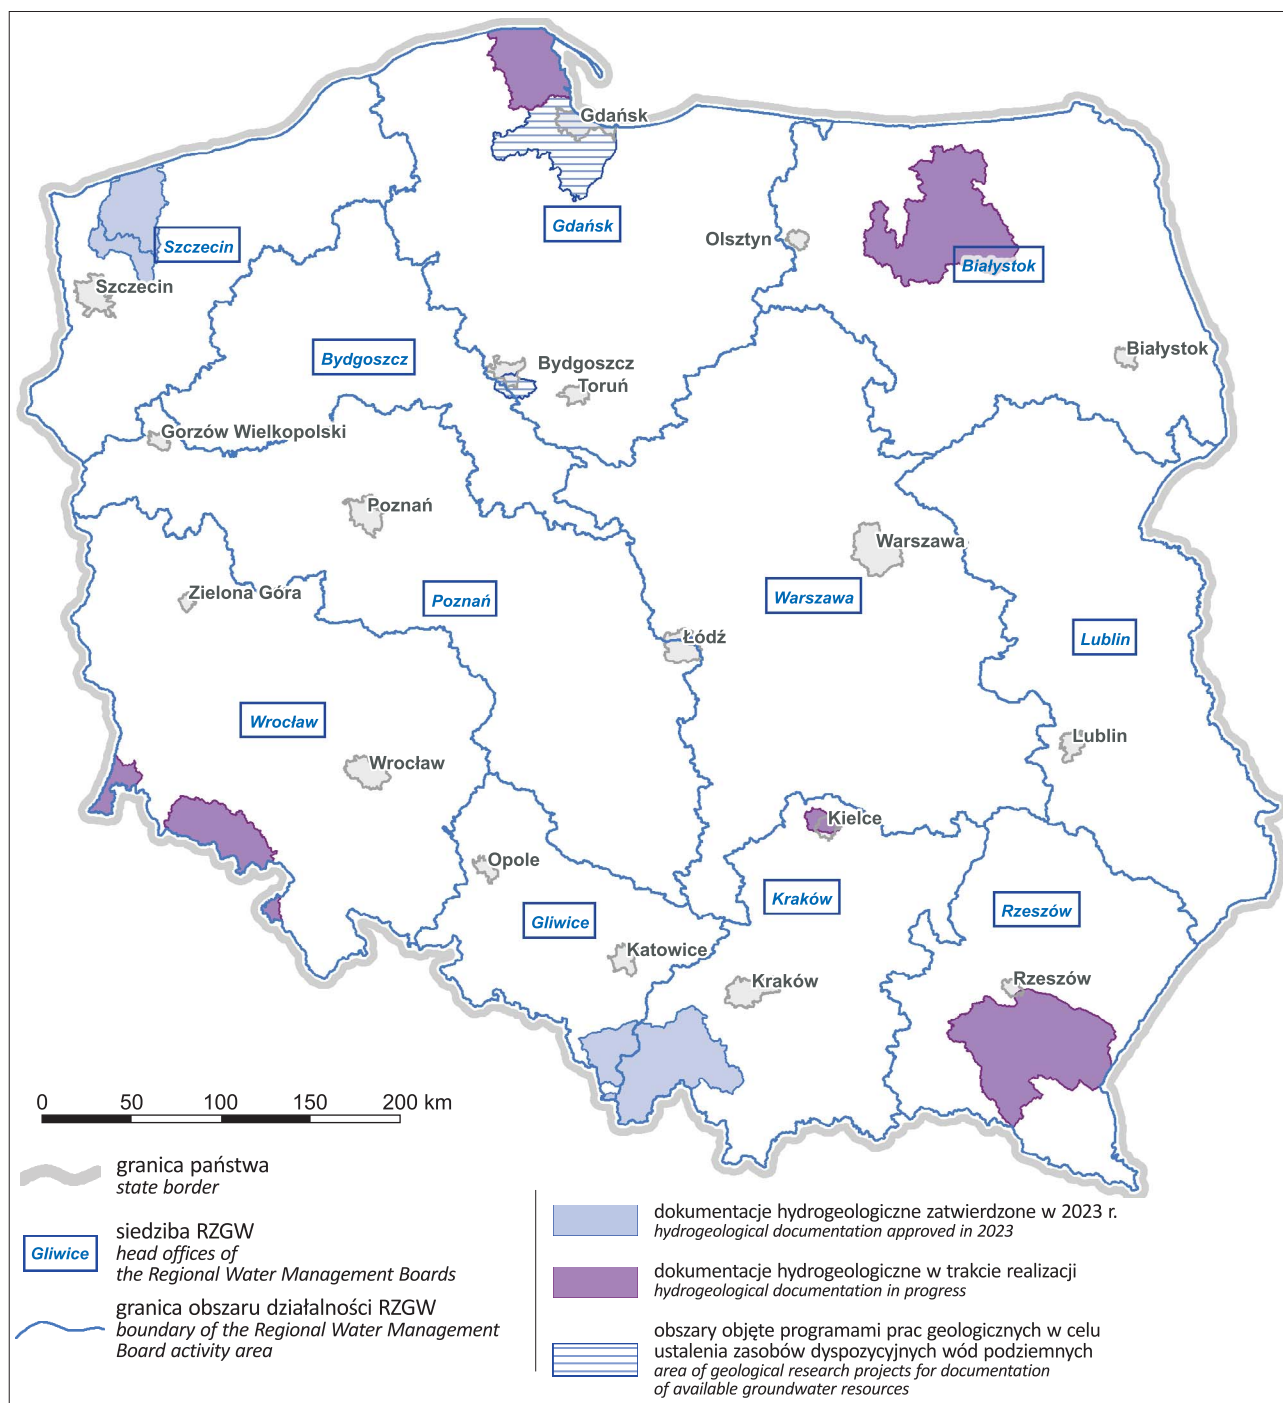 Gdańsk
Gdańsk
Olsztyn
Szczecin
Białystok
Szczecin
Białystok
Bydgoszcz
Bydgoszcz
Toruń
Gorzów Wielkopolski
Poznań
Warszawa
Zielona Góra
Poznań
Warszawa
Łódź
Lublin
Wrocław
Lublin
Wrocław
Kielce
Opole
Kraków
Rzeszów
Gliwice
Katowice
Kraków
Rzeszów
0 50 100 150 200 km
granica państwa
state border
Gliwice
siedziba RZGW
head offices of
the Regional Water Management Boards
granica obszaru działalności RZGW
boundary of the Regional Water Management
Board activity area
dokumentacje hydrogeologiczne zatwierdzone w 2023 r.
hydrogeological documentation approved in 2023
dokumentacje hydrogeologiczne w trakcie realizacji
hydrogeological documentation in progress
obszary objęte programami prac geologicznych w celu
ustalenia zasobów dyspozycyjnych wód podziemnych
area of geological research projects for documentation
of available groundwater resources